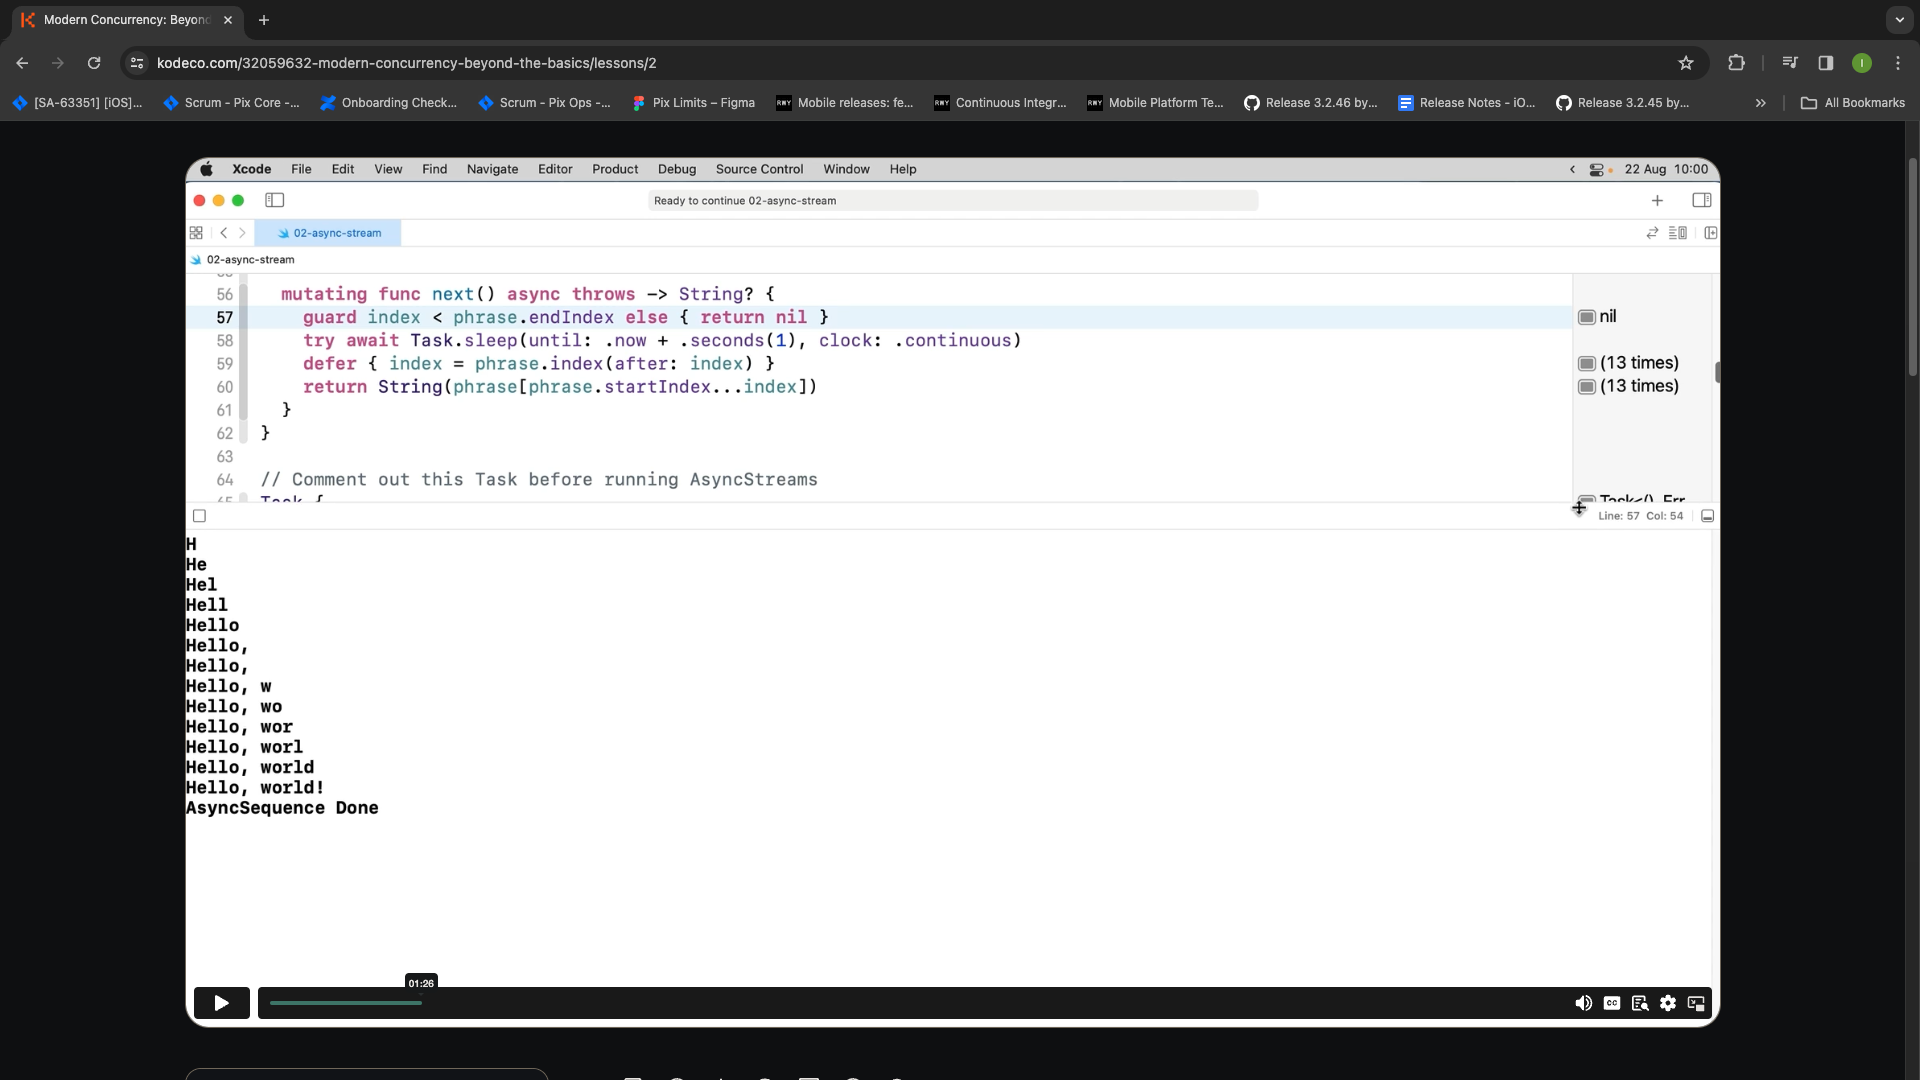 Modern Concurrency: Beyond
kodeco.com/32059632-modern-concurrency-beyond-the-basics/lessons/2
I
[SA-63351] [iOS]...
Scrum - Pix Core -...
Onboarding Check...
Scrum - Pix Ops -...
Pix Limits – Figma
Mobile releases: fe...
Continuous Integr...
Mobile Platform Te...
Release 3.2.46 by...
Release Notes - iO...
Release 3.2.45 by...
All Bookmarks
Xcode File Edit View Find Navigate Editor Product Debug Source Control Window Help
22 Aug 10:00
Ready to continue 02-async-stream
02-async-stream
02-async-stream
56 mutating func next() async throws -> String? {
57 guard index < phrase.endIndex else { return nil }
nil
58 try await Task.sleep(until: .now + .seconds(1), clock: .continuous)
59 defer { index = phrase.index(after: index) }
(13 times)
60 return String(phrase[phrase.startIndex...index])
(13 times)
61 }
62 }
63
64 // Comment out this Task before running AsyncStreams
65 Task {
Task<(), Err
Line: 57 Col: 54
H
He
Hel
Hell
Hello
Hello,
Hello,
Hello, w
Hello, wo
Hello, wor
Hello, worl
Hello, world
Hello, world!
AsyncSequence Done
01:26
CC